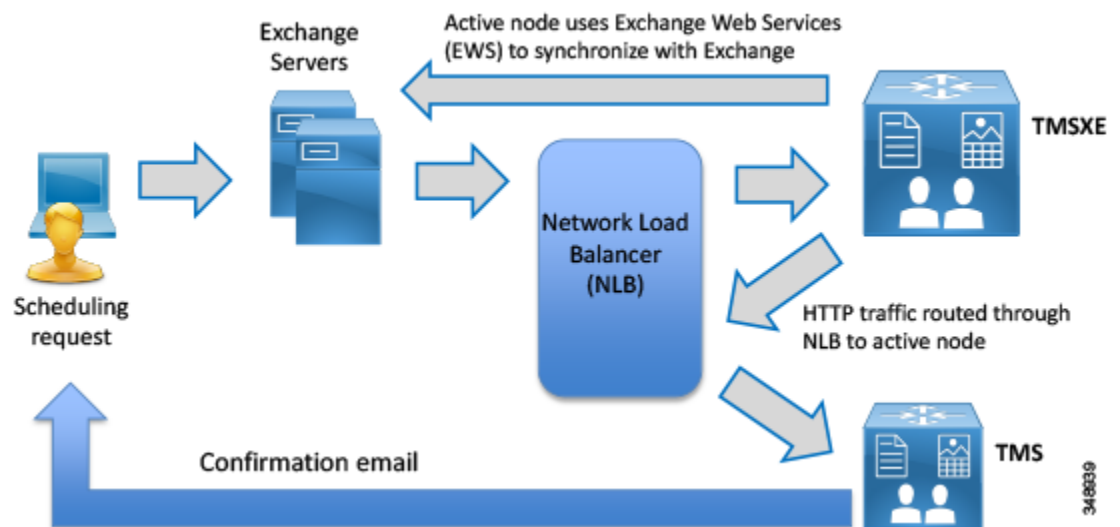 Exchange
Servers
Active node uses Exchange Web Services
(EWS) to synchronize with Exchange
TMSXE
Network Load
Balancer
(NLB)
Scheduling
request
HTTP traffic routed through
NLB to active node
Confirmation email
TMS
348939